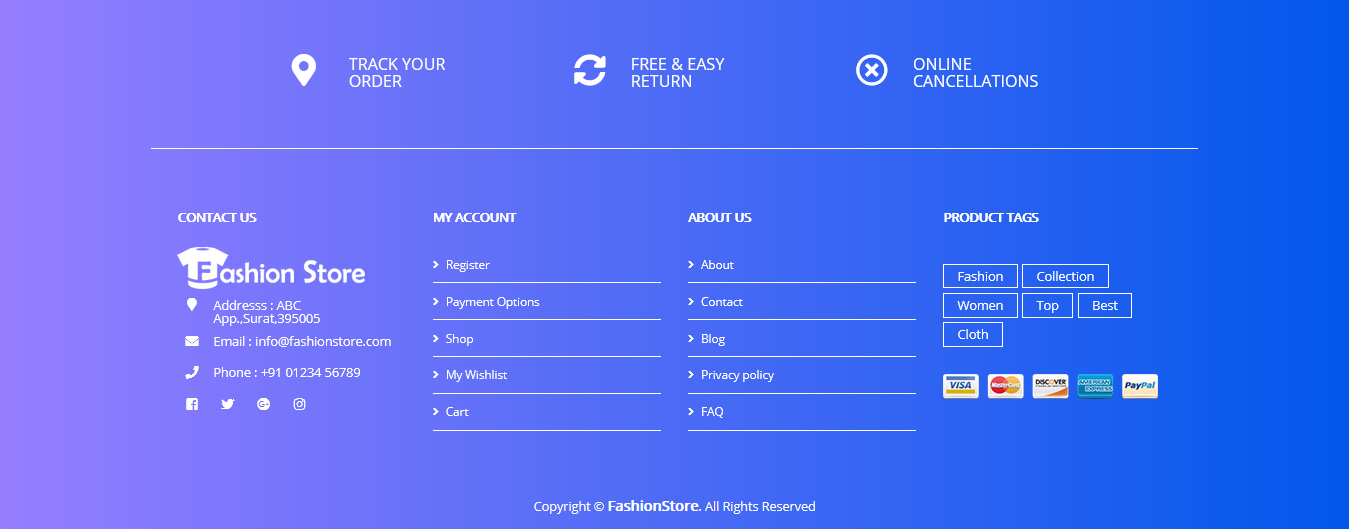 TRACK YOUR
ORDER
FREE & EASY
RETURN
ONLINE
CANCELLATIONS
CONTACT US
Fashion Store
Addresss : ABC
App.,Surat,395005
Email : info@fashionstore.com
Phone : +91 01234 56789
MY ACCOUNT
Register
Payment Options
Shop
My Wishlist
Cart
ABOUT US
About
Contact
Blog
Privacy policy
FAQ
PRODUCT TAGS
Fashion Collection
Women Top Best
Cloth
VISA MasterCard DISCOVER AMERICAN EXPRESS PayPal
Copyright © FashionStore. All Rights Reserved